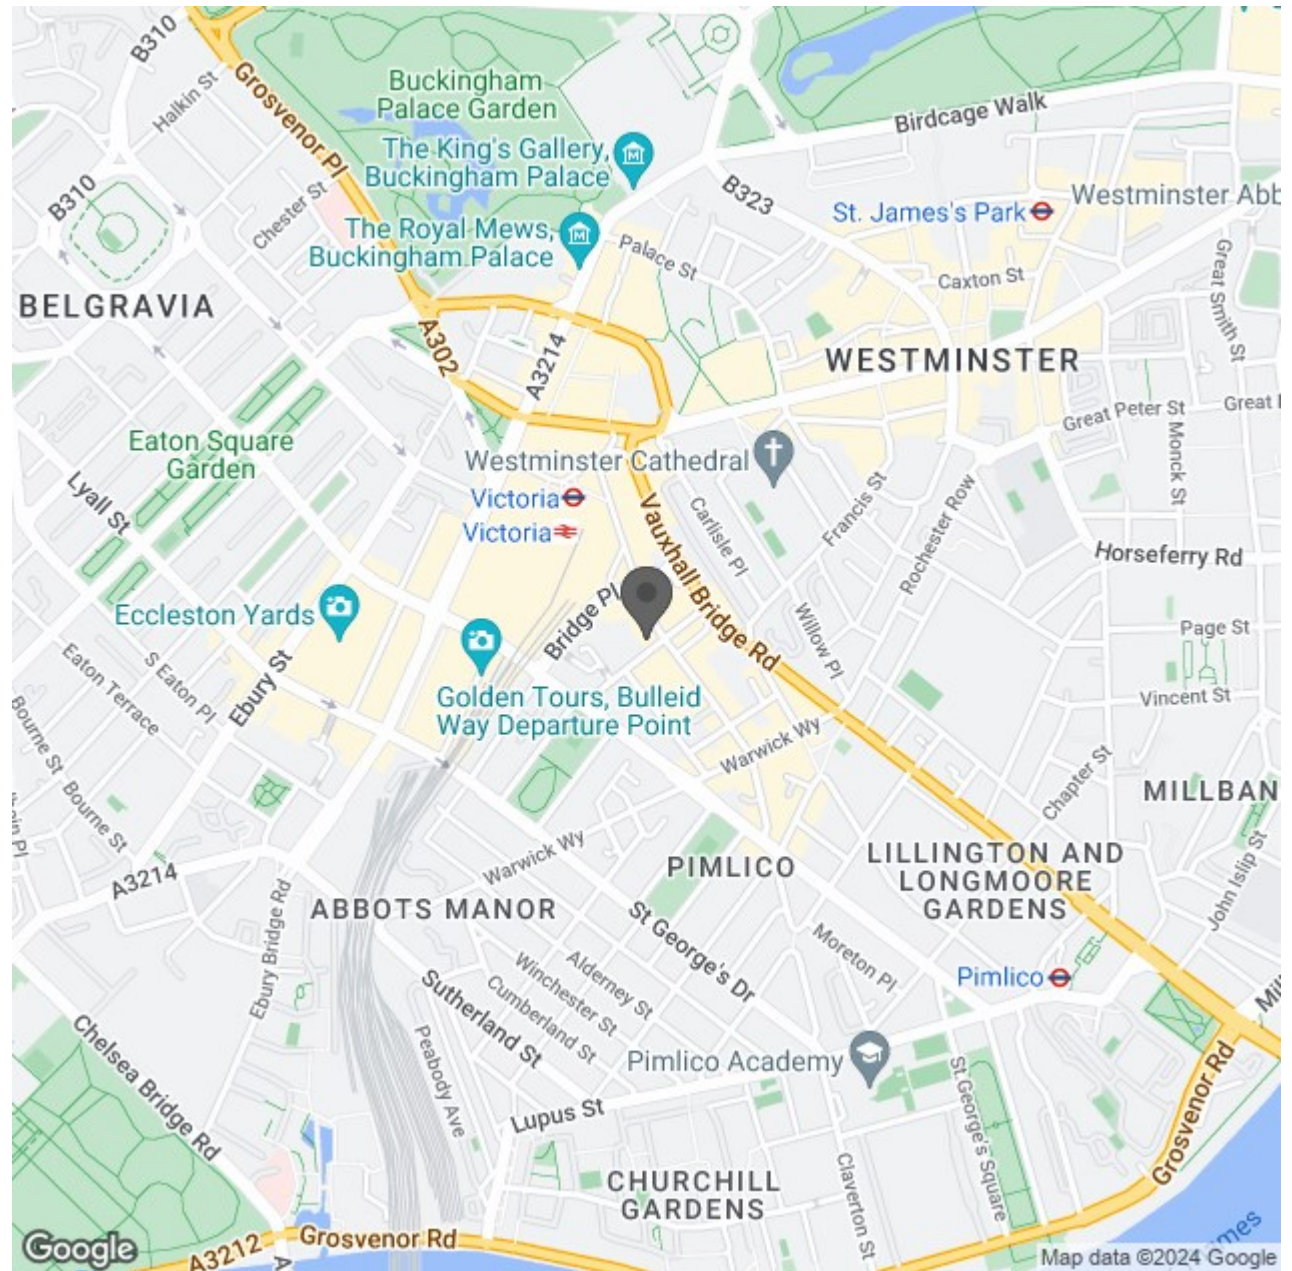 B310
Grosvenor Pl
Halkin St
Buckingham
Palace Garden
Birdcage Walk
The King's Gallery,
Buckingham Palace
B310
Chester St
B323
Westminster Abb
St. James's Park
The Royal Mews,
Buckingham Palace
Palace St
Caxton St
Great Smith St
BELGRAVIA
A302
A3214
WESTMINSTER
Great Peter St
Great
Monck St
Eaton Square
Garden
Westminster Cathedral
Lyall St
Victoria
Victoria
Vauxhall Bridge Rd
Carlisle Pl
Francis St
Rochester Row
Horseferry Rd
Bridge Pl
Eccleston Yards
Willow Pl
Page St
Eaton Terrace
S Eaton Pl
Ebury St
Golden Tours, Bulleid
Way Departure Point
Vincent St
Bourne St
Warwick Wy
Chapter St
MILLBAN
Bourne St
A3214
Warwick Wy
PIMLICO
LILLINGTON AND
LONGMOORE
GARDENS
John Islip St
ABBOTS MANOR
Ebury Bridge Rd
St George's Dr
Moreton Pl
Alderney St
Winchester St
Cumberland St
Sutherland St
Pimlico
Chelsea Bridge Rd
Peabody Ave
Pimlico Academy
St.George's Square
Grosvenor Rd
Lupus St
CHURCHILL
GARDENS
Claverton St
Grosvenor Rd
A3212
Google
Map data ©2024 Google